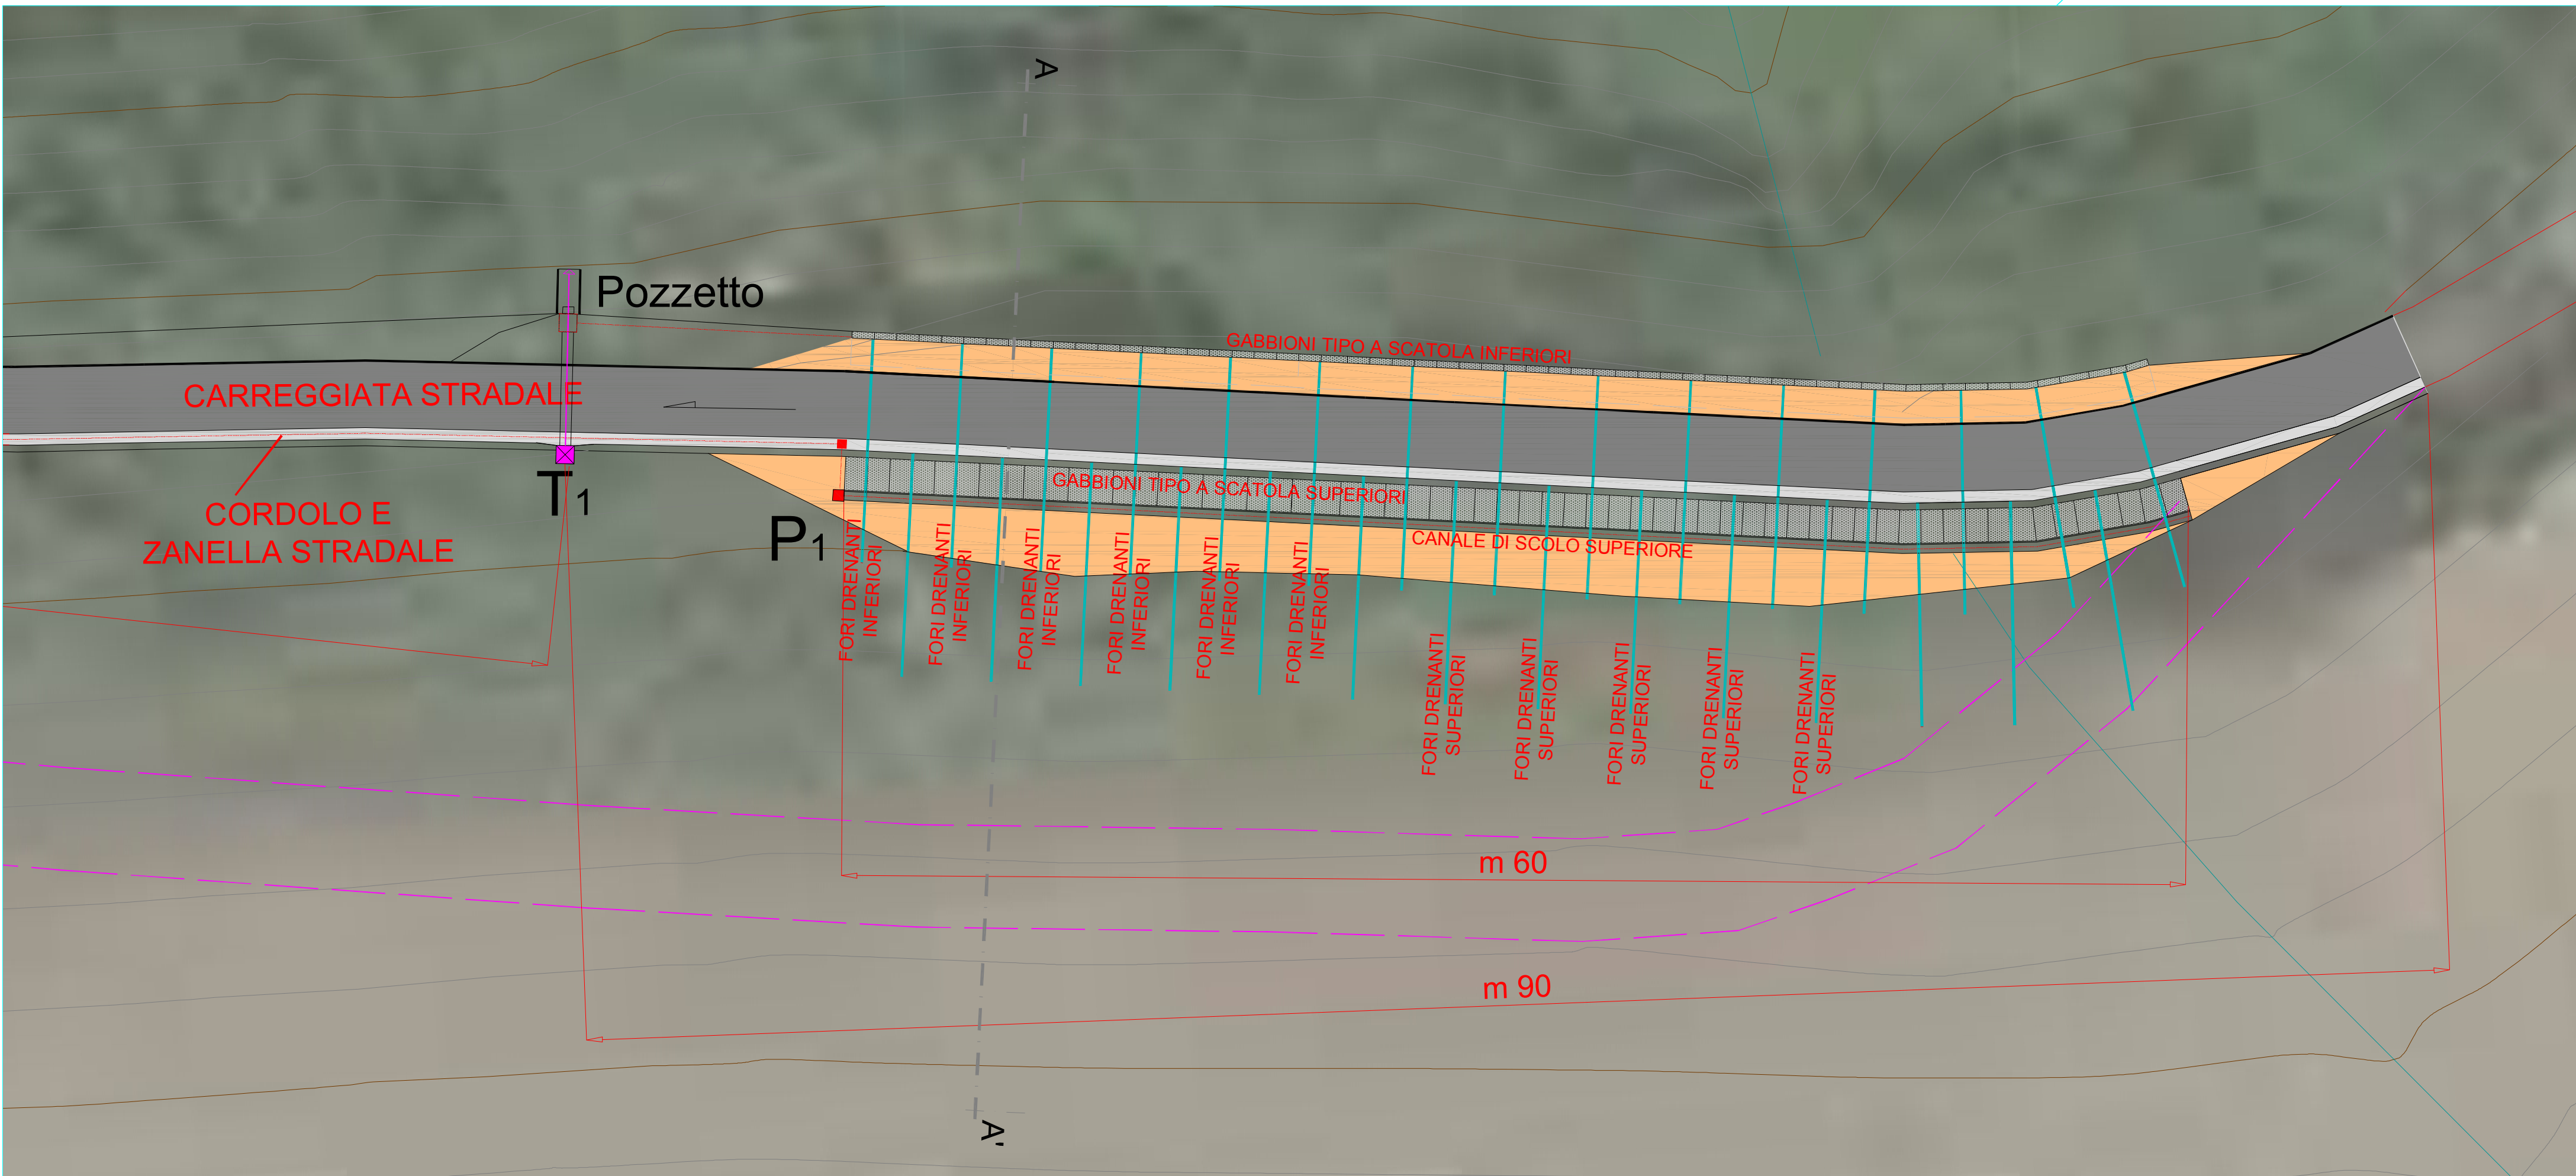 A
Pozzetto
GABBIONI TIPO A SCATOLA INFERIORI
CARREGGIATA STRADALE
GABBIONI TIPO A SCATOLA SUPERIORI
T1
CORDOLO E
ZANELLA STRADALE
P1
CANALE DI SCOLO SUPERIORE
FORI DRENANTI
INFERIORI
FORI DRENANTI
INFERIORI
FORI DRENANTI
INFERIORI
FORI DRENANTI
INFERIORI
FORI DRENANTI
INFERIORI
FORI DRENANTI
INFERIORI
FORI DRENANTI
SUPERIORI
FORI DRENANTI
SUPERIORI
FORI DRENANTI
SUPERIORI
FORI DRENANTI
SUPERIORI
FORI DRENANTI
SUPERIORI
m 60
m 90
A'